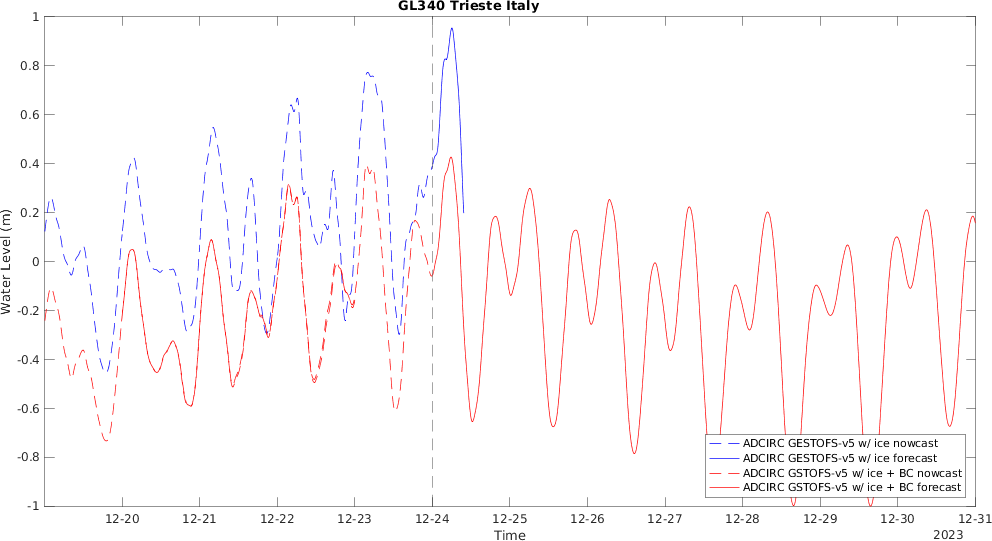 GL340 Trieste Italy
Water Level (m)
1
0.8
0.6
0.4
0.2
0
-0.2
-0.4
-0.6
-0.8
-1
ADCIRC GESTOFS-v5 w/ ice nowcast
ADCIRC GESTOFS-v5 w/ ice forecast
ADCIRC GSTOFS-v5 w/ ice + BC nowcast
ADCIRC GSTOFS-v5 w/ ice + BC forecast
12-20 12-21 12-22 12-23 12-24 12-25 12-26 12-27 12-28 12-29 12-30 12-31
Time
2023